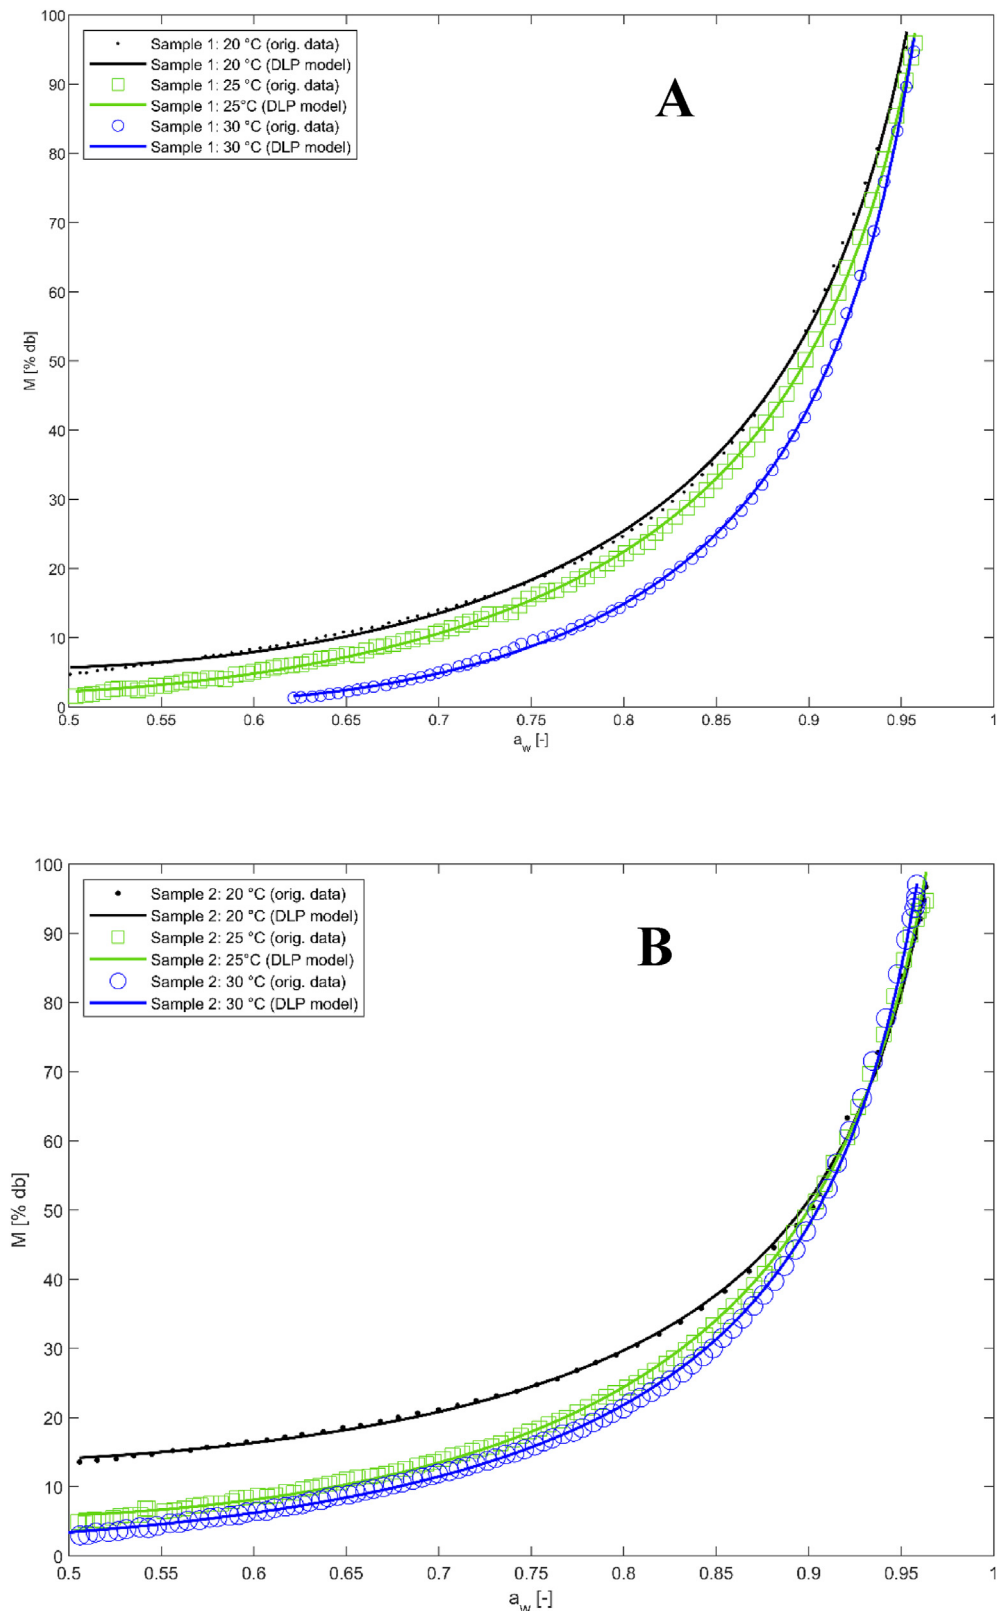 100
90
80
70
60
50
40
30
20
10
0
M [% db]
Sample 1: 20 °C (orig. data)
Sample 1: 20 °C (DLP model)
Sample 1: 25 °C (orig. data)
Sample 1: 25°C (DLP model)
Sample 1: 30 °C (orig. data)
Sample 1: 30 °C (DLP model)
A
0.5 0.55 0.6 0.65 0.7 0.75 0.8 0.85 0.9 0.95 1
a_w [-]
100
90
80
70
60
50
40
30
20
10
0
M [% db]
Sample 2: 20 °C (orig. data)
Sample 2: 20 °C (DLP model)
Sample 2: 25 °C (orig. data)
Sample 2: 25°C (DLP model)
Sample 2: 30 °C (orig. data)
Sample 2: 30 °C (DLP model)
B
0.5 0.55 0.6 0.65 0.7 0.75 0.8 0.85 0.9 0.95 1
a_w [-]